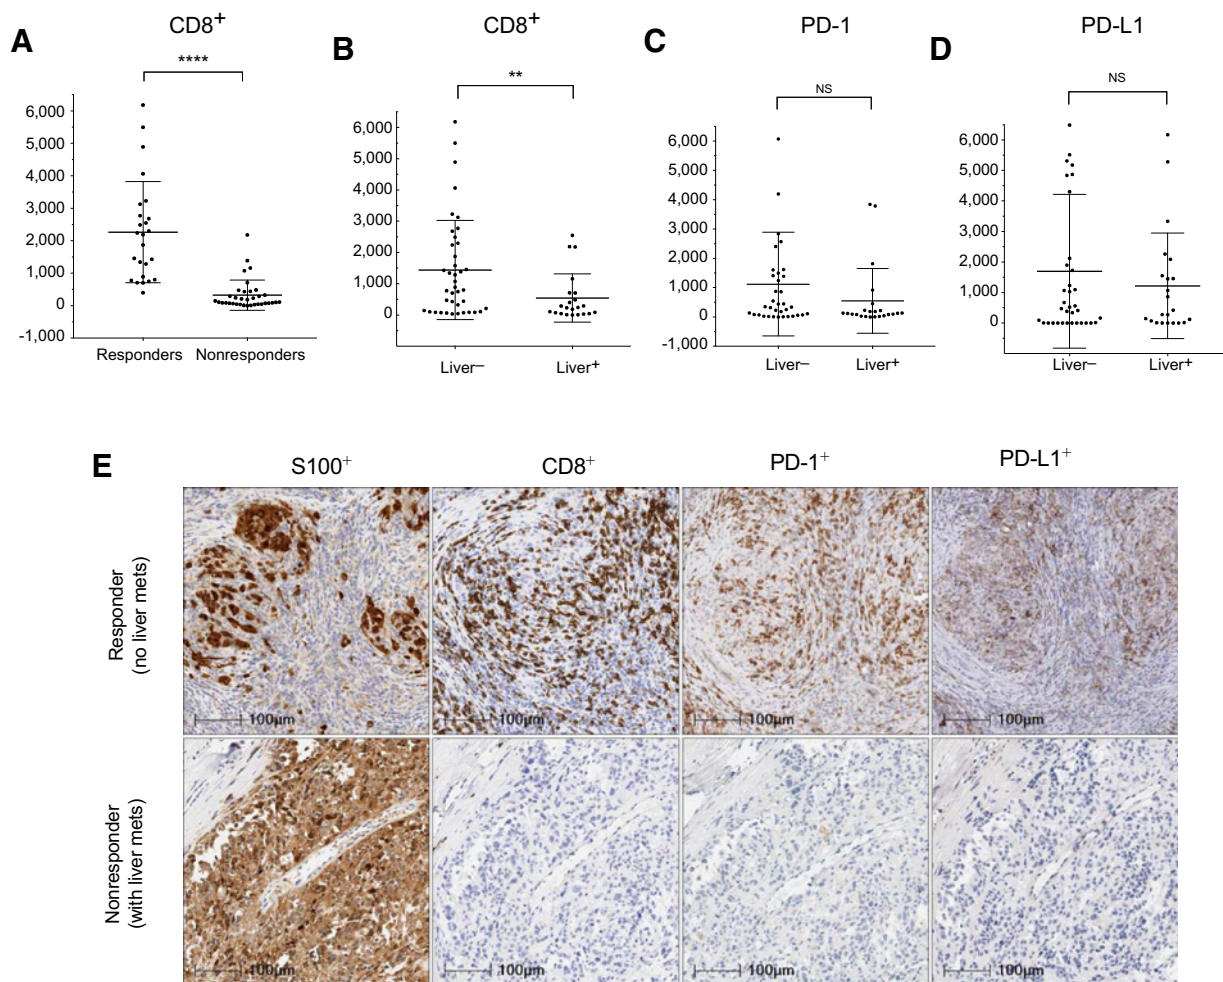 A
CD8+
****
6,000
5,000
4,000
3,000
2,000
1,000
0
-1,000
Responders
Nonresponders
B
CD8+
**
6,000
5,000
4,000
3,000
2,000
1,000
0
Liver–
Liver+
C
PD-1
NS
6,000
5,000
4,000
3,000
2,000
1,000
0
-1,000
Liver–
Liver+
D
PD-L1
NS
6,000
5,000
4,000
3,000
2,000
1,000
0
Liver–
Liver+
E
S100+
CD8+
PD-1+
PD-L1+
Responder
(no liver mets)
100µm
100µm
100µm
100µm
Nonresponder
(with liver mets)
100µm
100µm
100µm
100µm